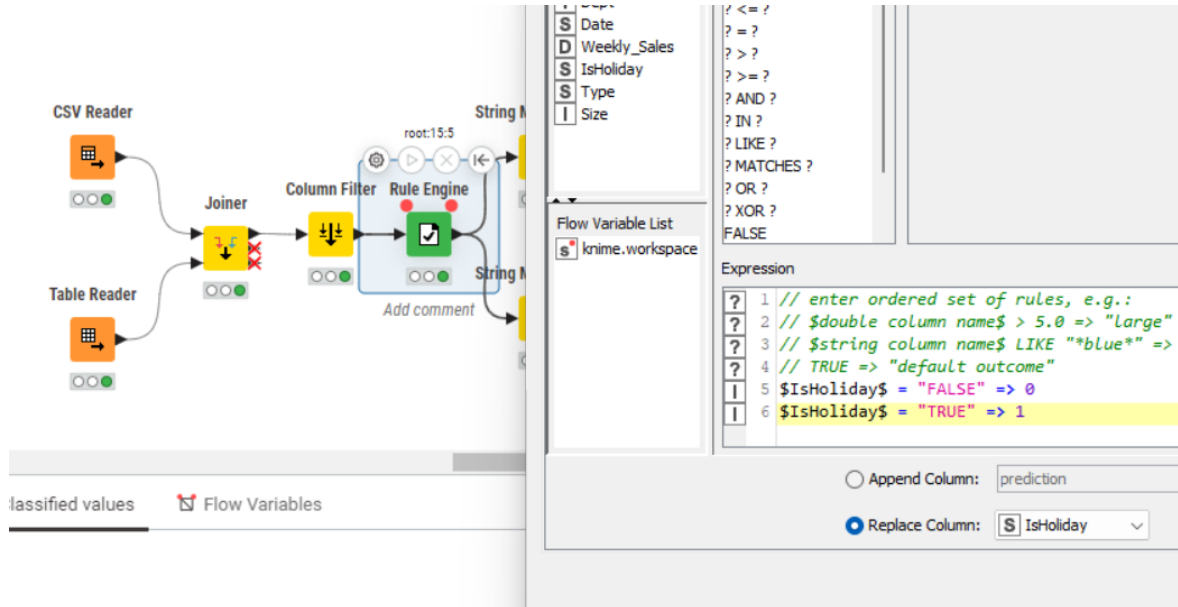 CSV Reader
root:15:5
String M
Column Filter
Rule Engine
Joiner
String M
Table Reader
Add comment
lassified values
Flow Variables
Dept
S Date
D Weekly_Sales
S IsHoliday
S Type
I Size
Flow Variable List
s knime.workspace
? <= ?
? = ?
? > ?
? >= ?
? AND ?
? IN ?
? LIKE ?
? MATCHES ?
? OR ?
? XOR ?
FALSE
Expression
? 1 // enter ordered set of rules, e.g.:
? 2 // $double column name$ > 5.0 => "large"
? 3 // $string column name$ LIKE "*blue*" =>
? 4 // TRUE => "default outcome"
I 5 $IsHoliday$ = "FALSE" => 0
I 6 $IsHoliday$ = "TRUE" => 1
Append Column: prediction
Replace Column: S IsHoliday